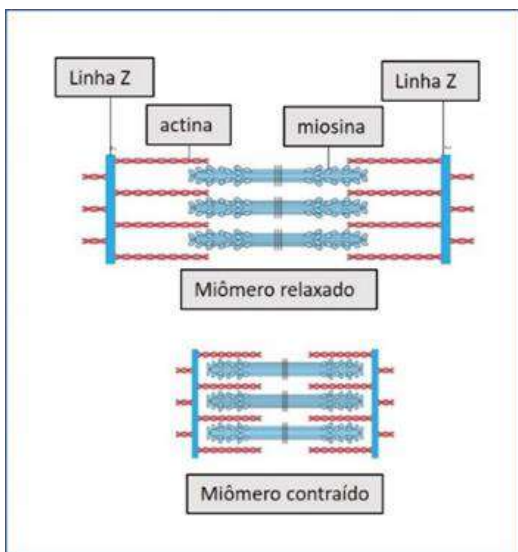 Linha Z
Linha Z
actina
miosina
Miômero relaxado
Miômero contraído